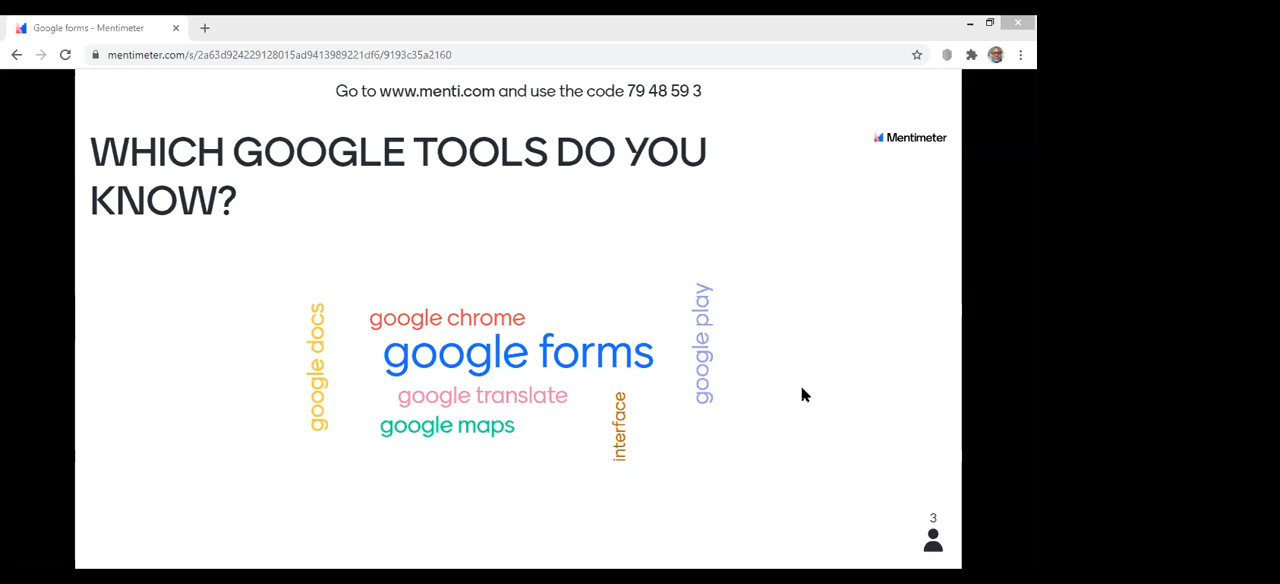 Google forms - Mentimeter
mentimeter.com/s/2a63d924229128015ad9413989221df6/9193c35a2160
Go to www.menti.com and use the code 79 48 59 3
Mentimeter
WHICH GOOGLE TOOLS DO YOU
KNOW?
google docs
google chrome
google forms
google translate
google maps
interface
google play
3